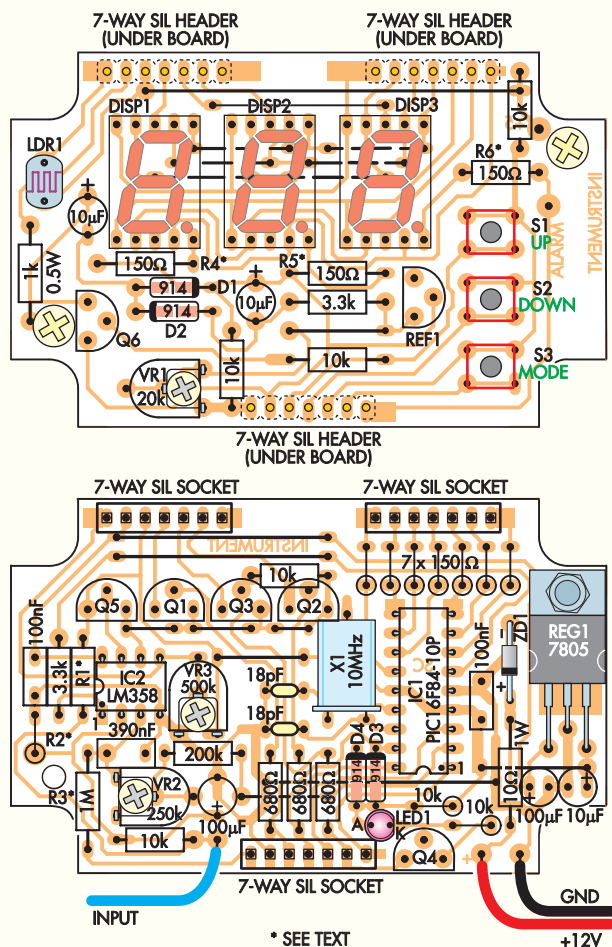 7-WAY SIL HEADER
(UNDER BOARD)
7-WAY SIL HEADER
(UNDER BOARD)
DISP1
DISP2
DISP3
10k
LDR1
R6*
150Ω
INSTRUMENT
ALARM
+
10µF
S1
UP
1k
0.5W
150Ω
R4*
R5*
150Ω
914
D1
+
10µF
3.3k
S2
DOWN
914
D2
Q6
REF1
VR1
20k
10k
10k
S3
MODE
7-WAY SIL HEADER
(UNDER BOARD)
7-WAY SIL SOCKET
7-WAY SIL SOCKET
INSTRUMENT
7 x 150Ω
10k
Q5
Q1
Q3
Q2
100nF
3.3k
R1*
IC2
LM358
1
VR3
500k
18pF
18pF
X1
10MHz
IC1
PIC16F84-10P
1
100nF
ZD1
+
REG1
7805
R2*
390nF
200k
1W
10Ω
R3*
1M
VR2
250k
680Ω
680Ω
680Ω
D4
D3
914
914
10k
10k
+
100µF
+
10µF
10k
+
100µF
A
LED1
K
Q4
+
7-WAY SIL SOCKET
INPUT
GND
+12V
* SEE TEXT